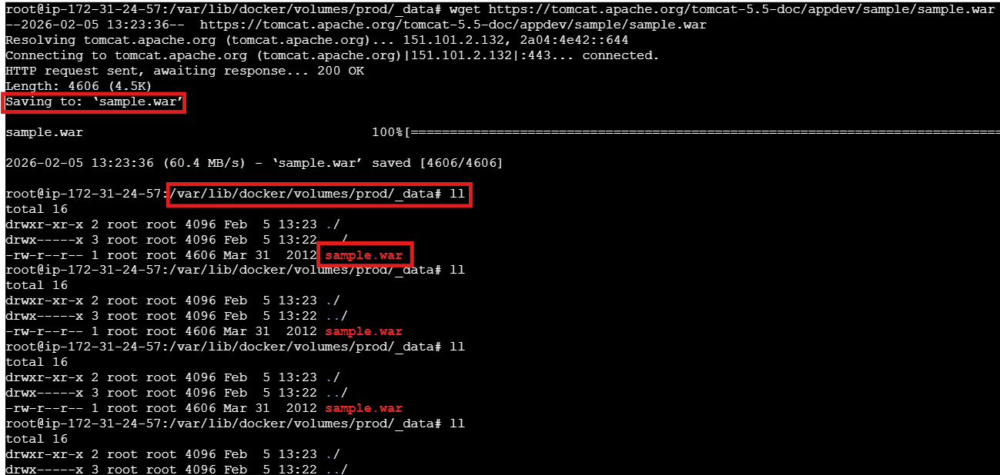 root@ip-172-31-24-57:/var/lib/docker/volumes/prod/_data# wget https://tomcat.apache.org/tomcat-5.5-doc/appdev/sample/sample.war
--2026-02-05 13:23:36--  https://tomcat.apache.org/tomcat-5.5-doc/appdev/sample/sample.war
Resolving tomcat.apache.org (tomcat.apache.org)... 151.101.2.132, 2a04:4e42::644
Connecting to tomcat.apache.org (tomcat.apache.org)|151.101.2.132|:443... connected.
HTTP request sent, awaiting response... 200 OK
Length: 4606 (4.5K)
Saving to: ‘sample.war’
sample.war 100%[============================================================================
2026-02-05 13:23:36 (60.4 MB/s) - ‘sample.war’ saved [4606/4606]
root@ip-172-31-24-57:/var/lib/docker/volumes/prod/_data# ll
total 16
drwxr-xr-x 2 root root 4096 Feb  5 13:23 ./
drwx-----x 3 root root 4096 Feb  5 13:22 ../
-rw-r--r-- 1 root root 4606 Mar 31  2012 sample.war
root@ip-172-31-24-57:/var/lib/docker/volumes/prod/_data# ll
total 16
drwxr-xr-x 2 root root 4096 Feb  5 13:23 ./
drwx-----x 3 root root 4096 Feb  5 13:22 ../
-rw-r--r-- 1 root root 4606 Mar 31  2012 sample.war
root@ip-172-31-24-57:/var/lib/docker/volumes/prod/_data# ll
total 16
drwxr-xr-x 2 root root 4096 Feb  5 13:23 ./
drwx-----x 3 root root 4096 Feb  5 13:22 ../
-rw-r--r-- 1 root root 4606 Mar 31  2012 sample.war
root@ip-172-31-24-57:/var/lib/docker/volumes/prod/_data# ll
total 16
drwxr-xr-x 2 root root 4096 Feb  5 13:23 ./
drwx-----x 3 root root 4096 Feb  5 13:22 ../